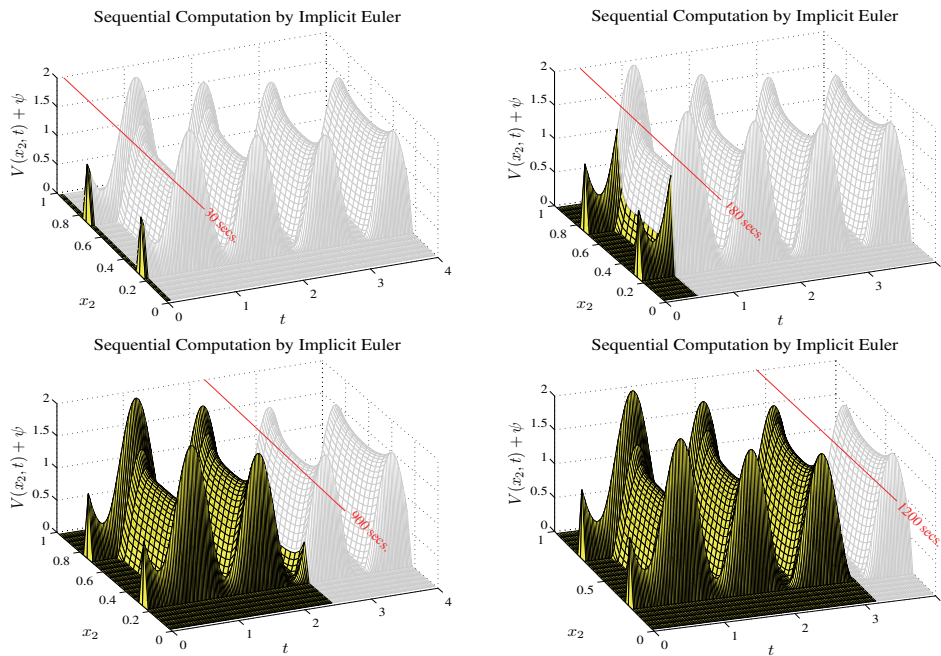 Sequential Computation by Implicit Euler
V(x₂, t) + ψ
2
1.5
1
0.5
0
1
0.8
0.6
0.4
0.2
0
x₂
0
1
2
3
4
t
30 secs.
Sequential Computation by Implicit Euler
V(x₂, t) + ψ
2
1.5
1
0.5
0
1
0.8
0.6
0.4
0.2
0
x₂
0
1
2
3
t
180 secs.
Sequential Computation by Implicit Euler
V(x₂, t) + ψ
2
1.5
1
0.5
0
1
0.8
0.6
0.4
0.2
0
x₂
0
1
2
3
4
t
900 secs.
Sequential Computation by Implicit Euler
V(x₂, t) + ψ
2
1.5
1
0.5
0
1
0.5
0
x₂
0
1
2
3
t
1200 secs.